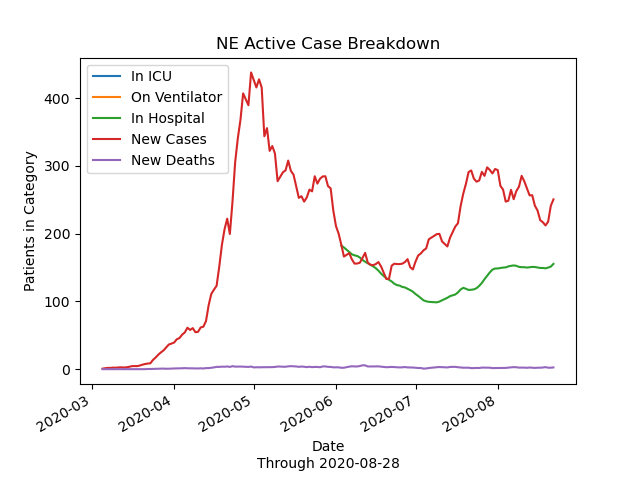 NE Active Case Breakdown
In ICU
On Ventilator
In Hospital
New Cases
New Deaths
Patients in Category
400
300
200
100
0
2020-03
2020-04
2020-05
2020-06
2020-07
2020-08
Date
Through 2020-08-28